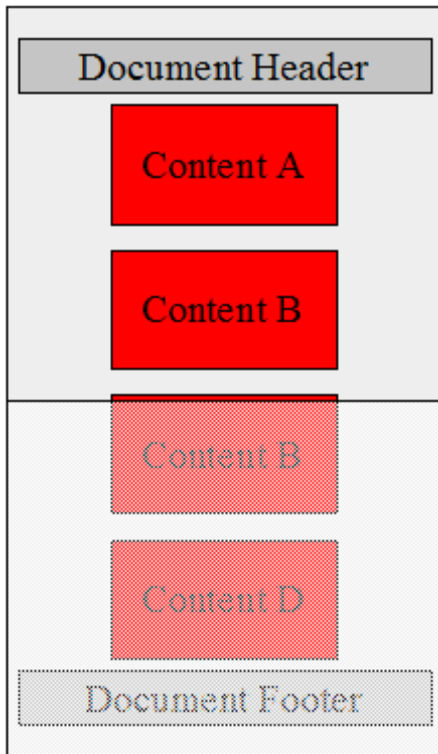 Document Header
Content A
Content B
Content B
Content D
Document Footer